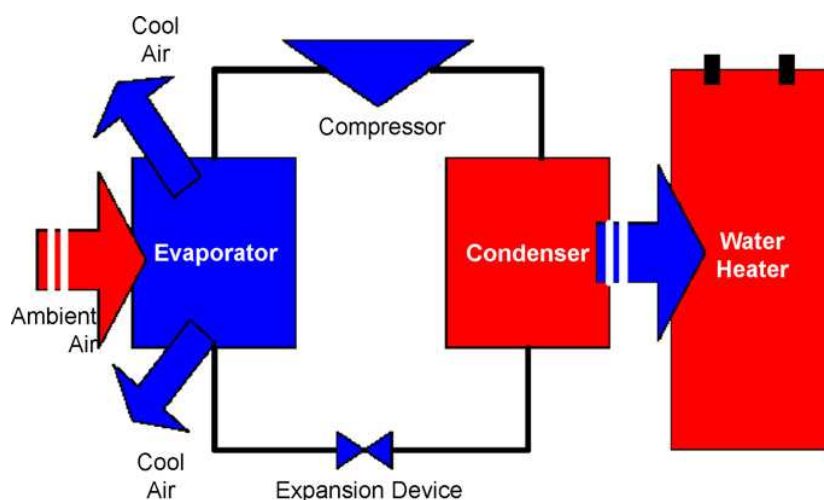 Cool
Air
Compressor
Evaporator
Condenser
Water
Heater
Ambient
Air
Cool
Air
Expansion Device